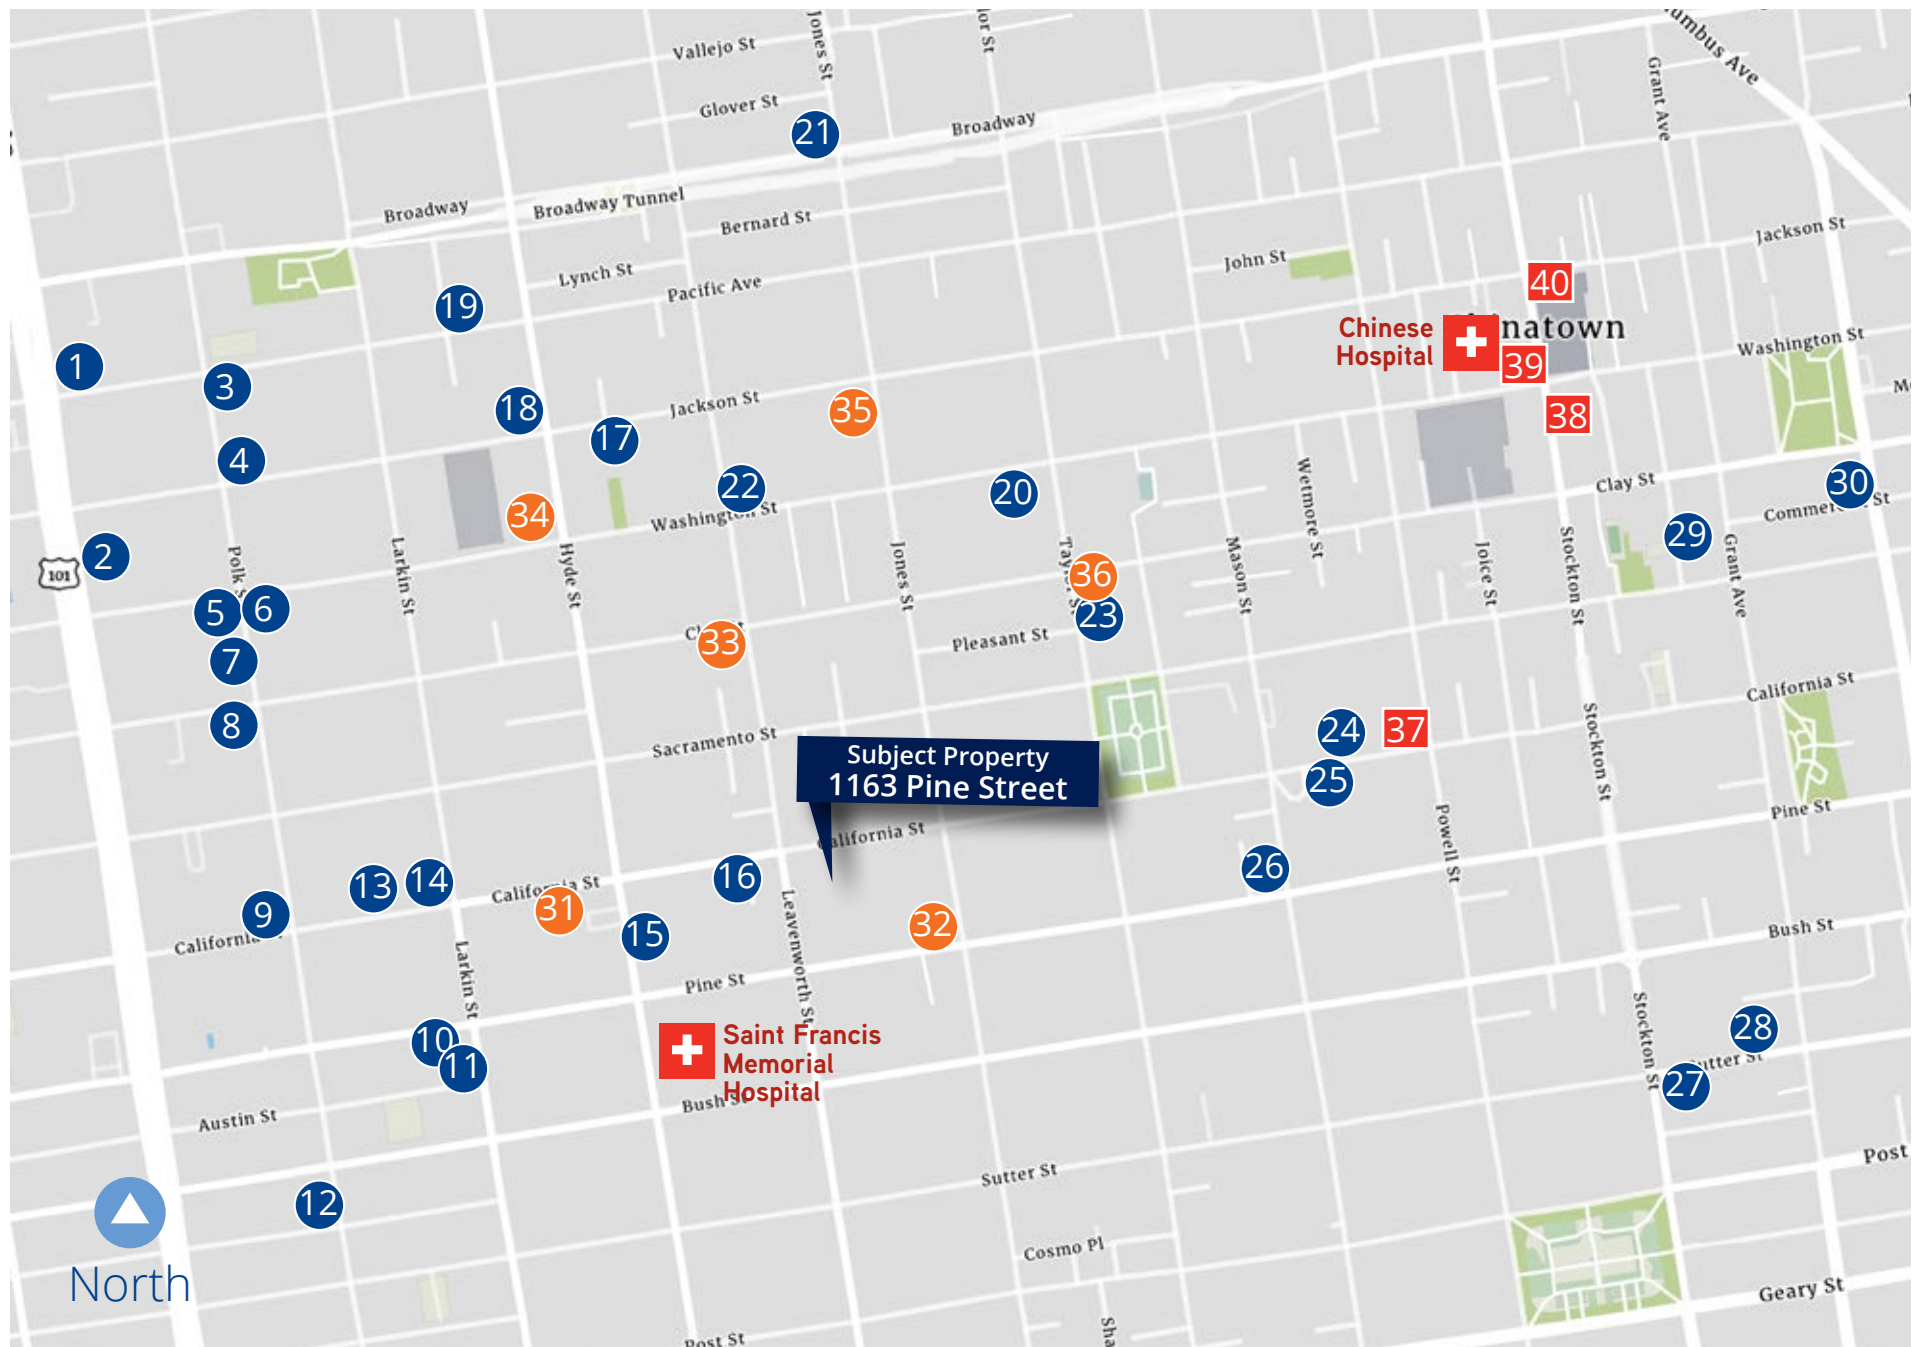 Vallejo St
Jones St
Glover St
Broadway
Grant Ave
21
Broadway
Broadway Tunnel
Bernard St
Jackson St
John St
Lynch St
Pacific Ave
19
40
Chinese
Hospital
39
Washington St
1
3
18
Jackson St
35
38
17
4
22
20
Clay St
30
34
Washington St
Wetmore St
29
2
101
Polk
Larkin St
Hyde St
Jones St
36
Mason St
Joice St
Stockton St
Grant Ave
5
6
23
33
Pleasant St
7
California St
8
Sacramento St
24
37
Stockton St
Subject Property
1163 Pine Street
25
Pine St
Powell St
California St
13
14
California St
16
26
9
31
32
Bush St
California
15
Leavenworth St
Larkin St
Pine St
Stockton St
10
11
Saint Francis
Memorial
Hospital
28
Sutter St
27
Bush St
Austin St
Post
Sutter St
12
Cosmo Pl
North
Geary St
Post St